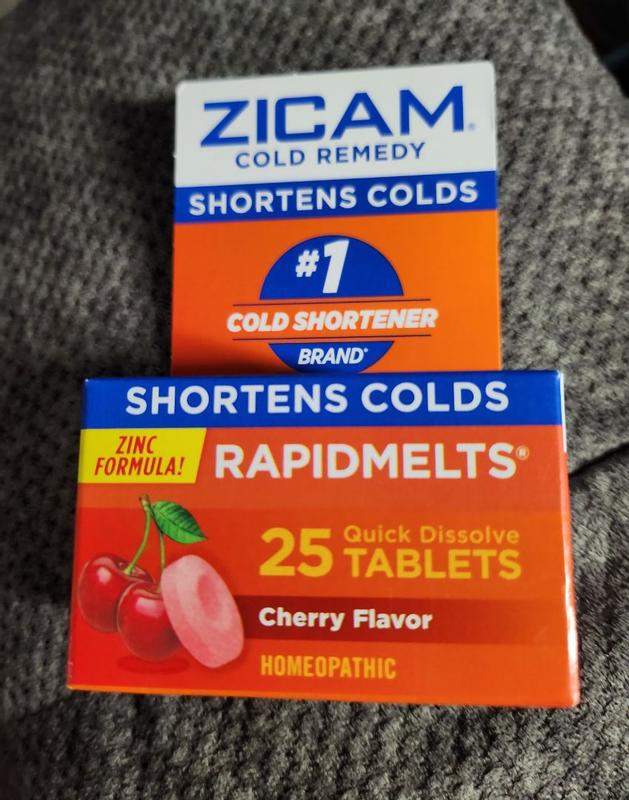 ZICAM®
COLD REMEDY
SHORTENS COLDS
#1
COLD SHORTENER
BRAND*
SHORTENS COLDS
ZINC
FORMULA!
RAPIDMELTS®
25 Quick Dissolve
TABLETS
Cherry Flavor
HOMEOPATHIC